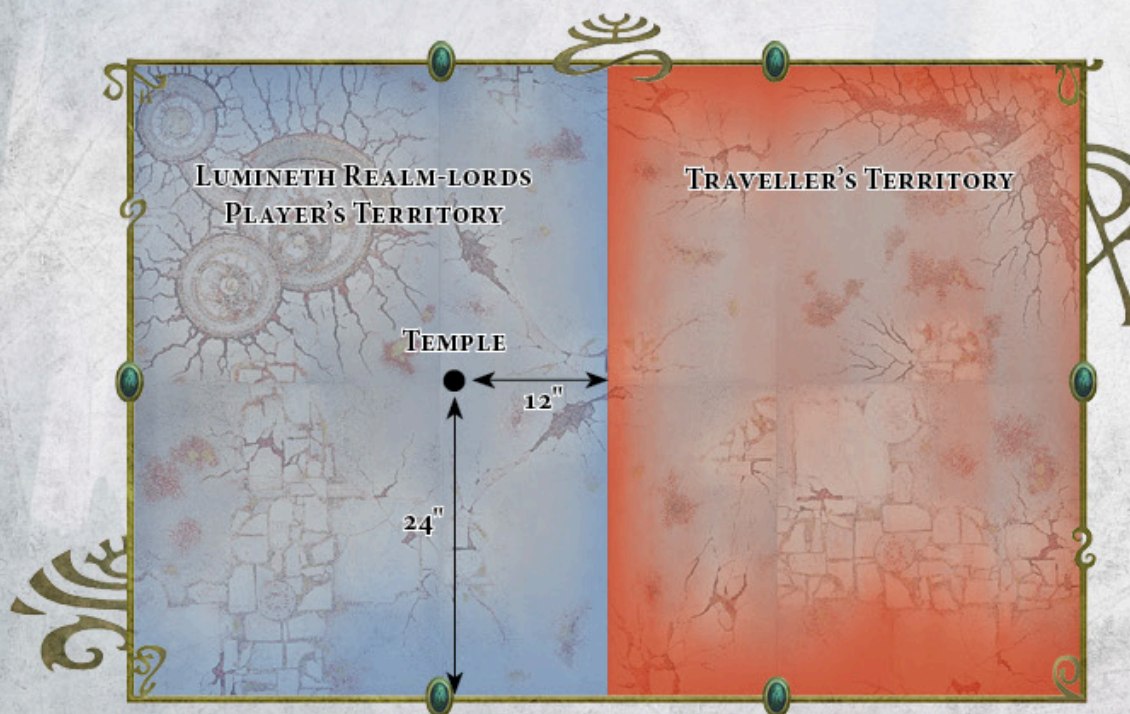 Lumineth Realm-lords
Player's Territory
Traveller's Territory
Temple
12"
24"